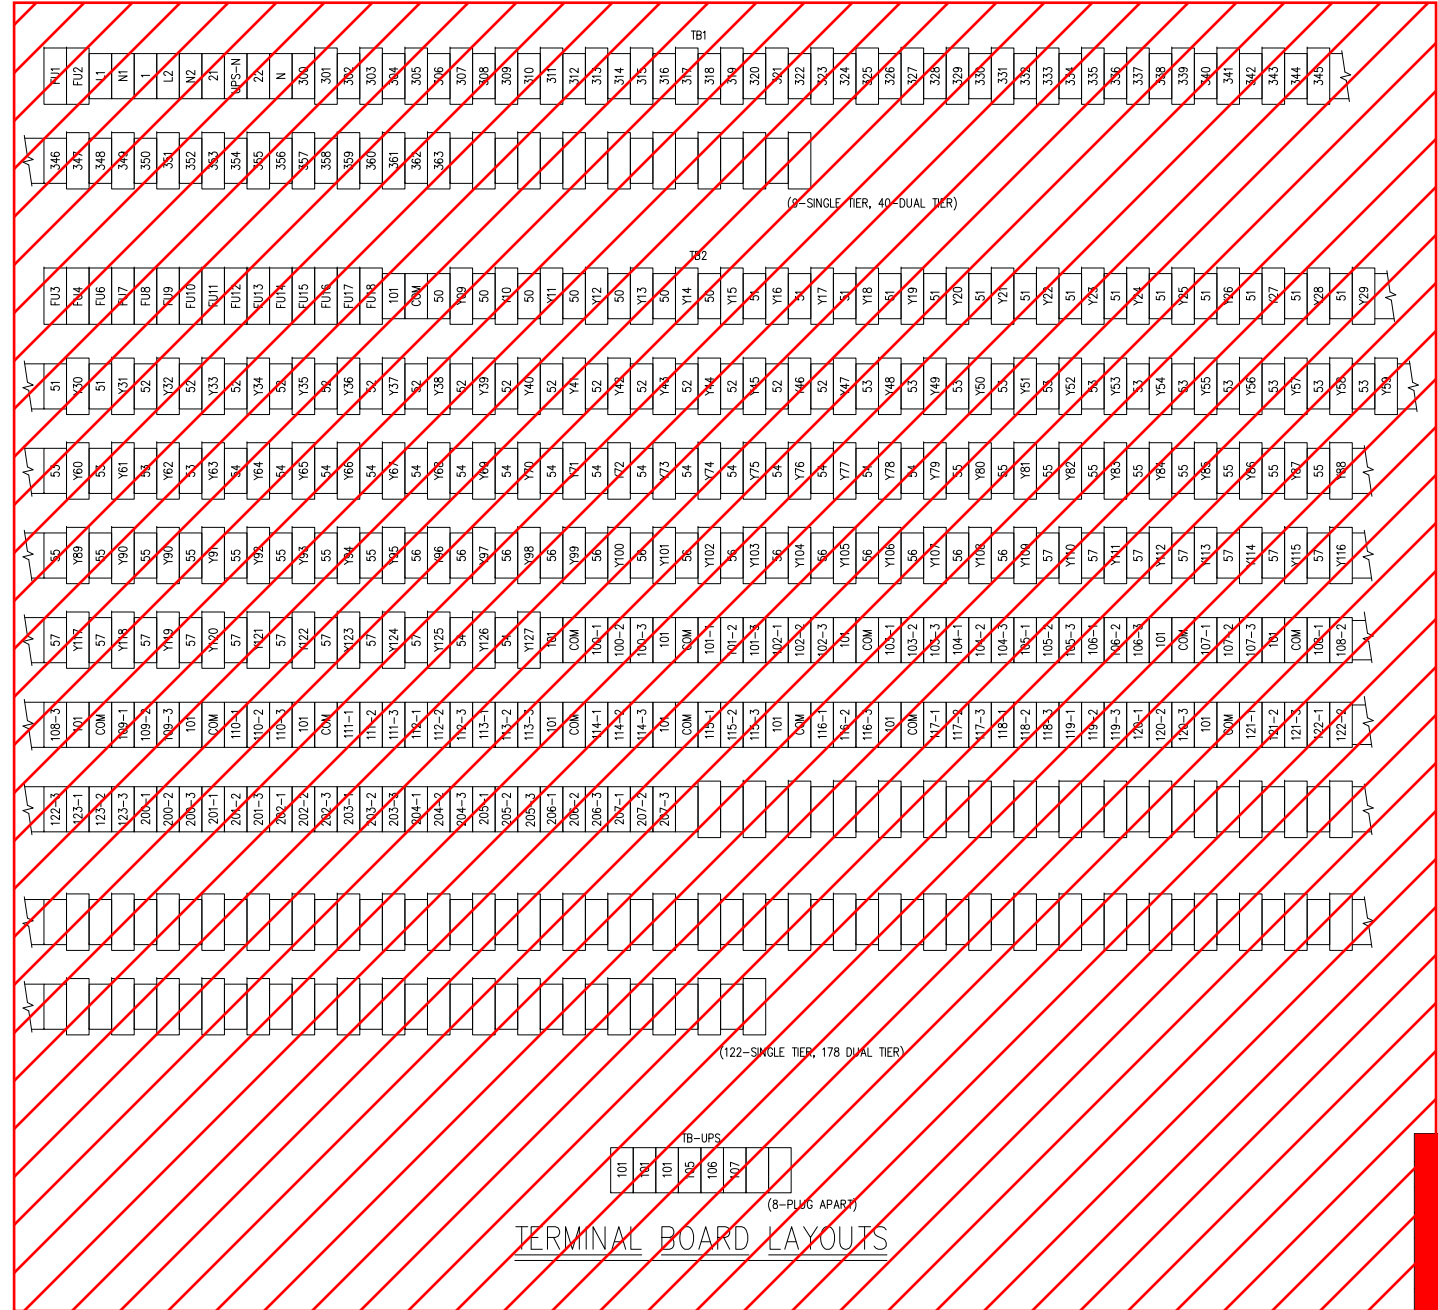 TB1
FU1 FU2 L1 N1 1 L2 N2 21 UPS-N 22 N 300 301 302 303 304 305 306 307 308 309 310 311 312 313 314 315 316 317 318 319 320 321 322 323 324 325 326 327 328 329 330 331 332 333 334 335 336 337 338 339 340 341 342 343 344 345
346 347 348 349 350 351 352 353 354 355 356 357 358 359 360 361 362 363
(9-SINGLE TIER, 40-DUAL TIER)
TB2
FU3 FU4 FU6 FU7 FU8 FU9 FU10 FU11 FU12 FU13 FU14 FU15 FU16 FU17 FU18 101 COM 50 Y09 50 Y10 50 Y11 50 Y12 50 Y13 50 Y14 50 Y15 51 Y16 51 Y17 51 Y18 51 Y19 51 Y20 51 Y21 51 Y22 51 Y23 51 Y24 51 Y25 51 Y26 51 Y27 51 Y28 51 Y29
51 Y30 51 Y31 52 Y32 52 Y33 52 Y34 52 Y35 52 Y36 52 Y37 52 Y38 52 Y39 52 Y40 52 Y41 52 Y42 52 Y43 52 Y44 52 Y45 52 Y46 52 Y47 53 Y48 53 Y49 53 Y50 53 Y51 53 Y52 53 Y53 53 Y54 53 Y55 53 Y56 53 Y57 53 Y58 53 Y59
53 Y60 53 Y61 53 Y62 53 Y63 54 Y64 54 Y65 54 Y66 54 Y67 54 Y68 54 Y69 54 Y70 54 Y71 54 Y72 54 Y73 54 Y74 54 Y75 54 Y76 54 Y77 54 Y78 54 Y79 55 Y80 55 Y81 55 Y82 55 Y83 55 Y84 55 Y85 55 Y86 55 Y87 55 Y88
55 Y89 55 Y90 55 Y90 55 Y91 55 Y92 55 Y93 55 Y94 55 Y95 56 Y96 56 Y97 56 Y98 56 Y99 56 Y100 56 Y101 56 Y102 56 Y103 56 Y104 56 Y105 56 Y106 56 Y107 56 Y108 56 Y109 57 Y110 57 Y111 57 Y112 57 Y113 57 Y114 57 Y115 57 Y116
57 Y117 57 Y118 57 Y119 57 Y120 57 Y121 57 Y122 57 Y123 57 Y124 57 Y125 54 Y126 54 Y127 101 COM 100-1 100-2 100-3 101 COM 101-1 101-2 101-3 102-1 102-2 102-3 101 COM 103-1 103-2 103-3 104-1 104-2 104-3 105-1 105-2 105-3 106-1 106-2 106-3 101 COM 107-1 107-2 107-3 101 COM 108-1 108-2
108-3 101 COM 109-1 109-2 109-3 101 COM 110-1 110-2 110-3 101 COM 111-1 111-2 111-3 112-1 112-2 112-3 113-1 113-2 113-3 101 COM 114-1 114-2 114-3 101 COM 115-1 115-2 115-3 101 COM 116-1 116-2 116-3 101 COM 117-1 117-2 117-3 118-1 118-2 118-3 119-1 119-2 119-3 120-1 120-2 120-3 101 COM 121-1 121-2 121-3 122-1 122-2
122-3 123-1 123-2 123-3 200-1 200-2 200-3 201-1 201-2 201-3 202-1 202-2 202-3 203-1 203-2 203-3 204-1 204-2 204-3 205-1 205-2 205-3 206-1 206-2 206-3 207-1 207-2 207-3
(122-SINGLE TIER, 178 DUAL TIER)
TB-UPS
101 101 101 105 106 107
(8-PLUG APART)
TERMINAL BOARD LAYOUTS